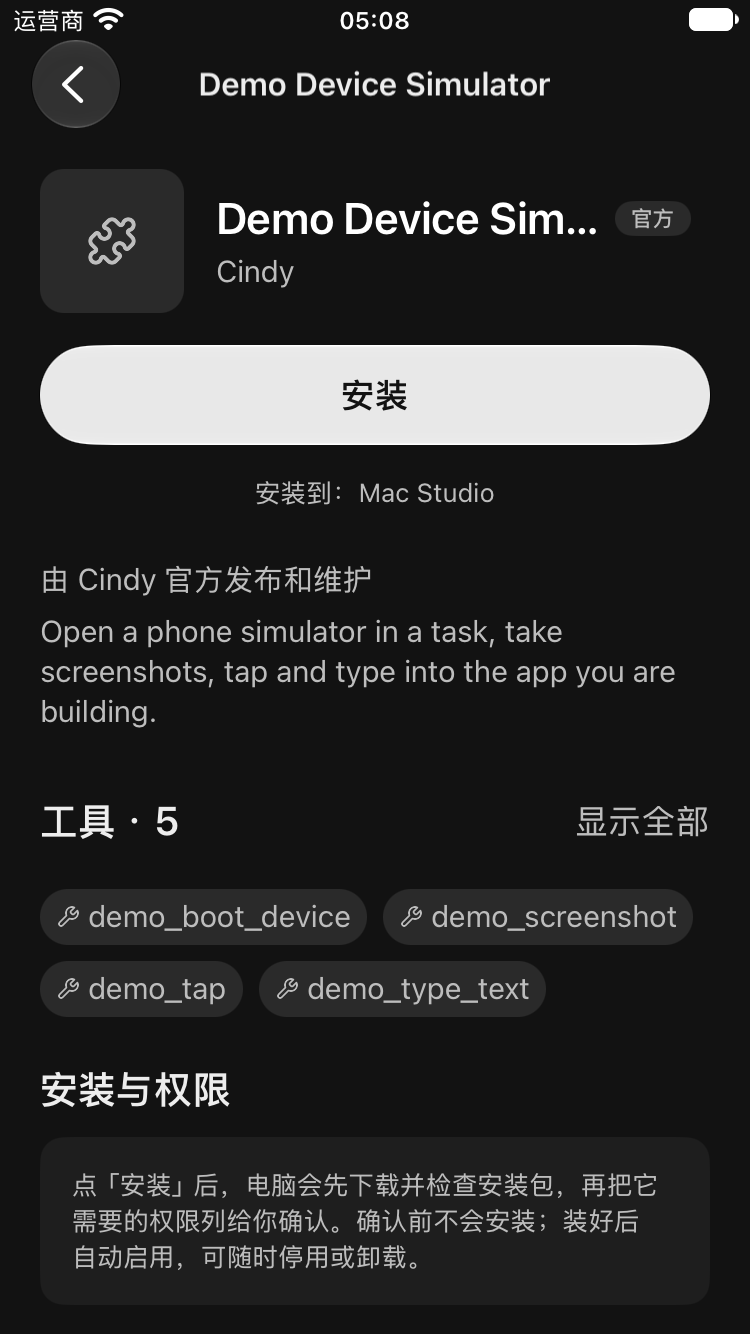 运营商
05:08
Demo Device Simulator
Demo Device Sim...
官方
Cindy
安装
安装到：Mac Studio
由 Cindy 官方发布和维护
Open a phone simulator in a task, take
screenshots, tap and type into the app you are
building.
工具 · 5
显示全部
demo_boot_device
demo_screenshot
demo_tap
demo_type_text
安装与权限
点「安装」后，电脑会先下载并检查安装包，再把它
需要的权限列给你确认。确认前不会安装；装好后
自动启用，可随时停用或卸载。